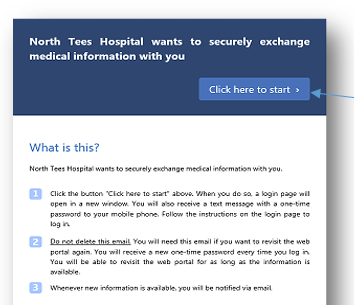 North Tees Hospital wants to securely exchange
medical information with you
Click here to start ›
What is this?
North Tees Hospital wants to securely exchange medical information with you.
1 Click the button "Click here to start" above. When you do so, a login page will
open in a new window. You will also receive a text message with a one-time
password to your mobile phone. Follow the instructions on the login page to
log in.
2 Do not delete this email. You will need this email if you want to revisit the web
portal again. You will receive a new one-time password every time you log in.
You will be able to revisit the web portal for as long as the information is
available.
3 Whenever new information is available, you will be notified via email.